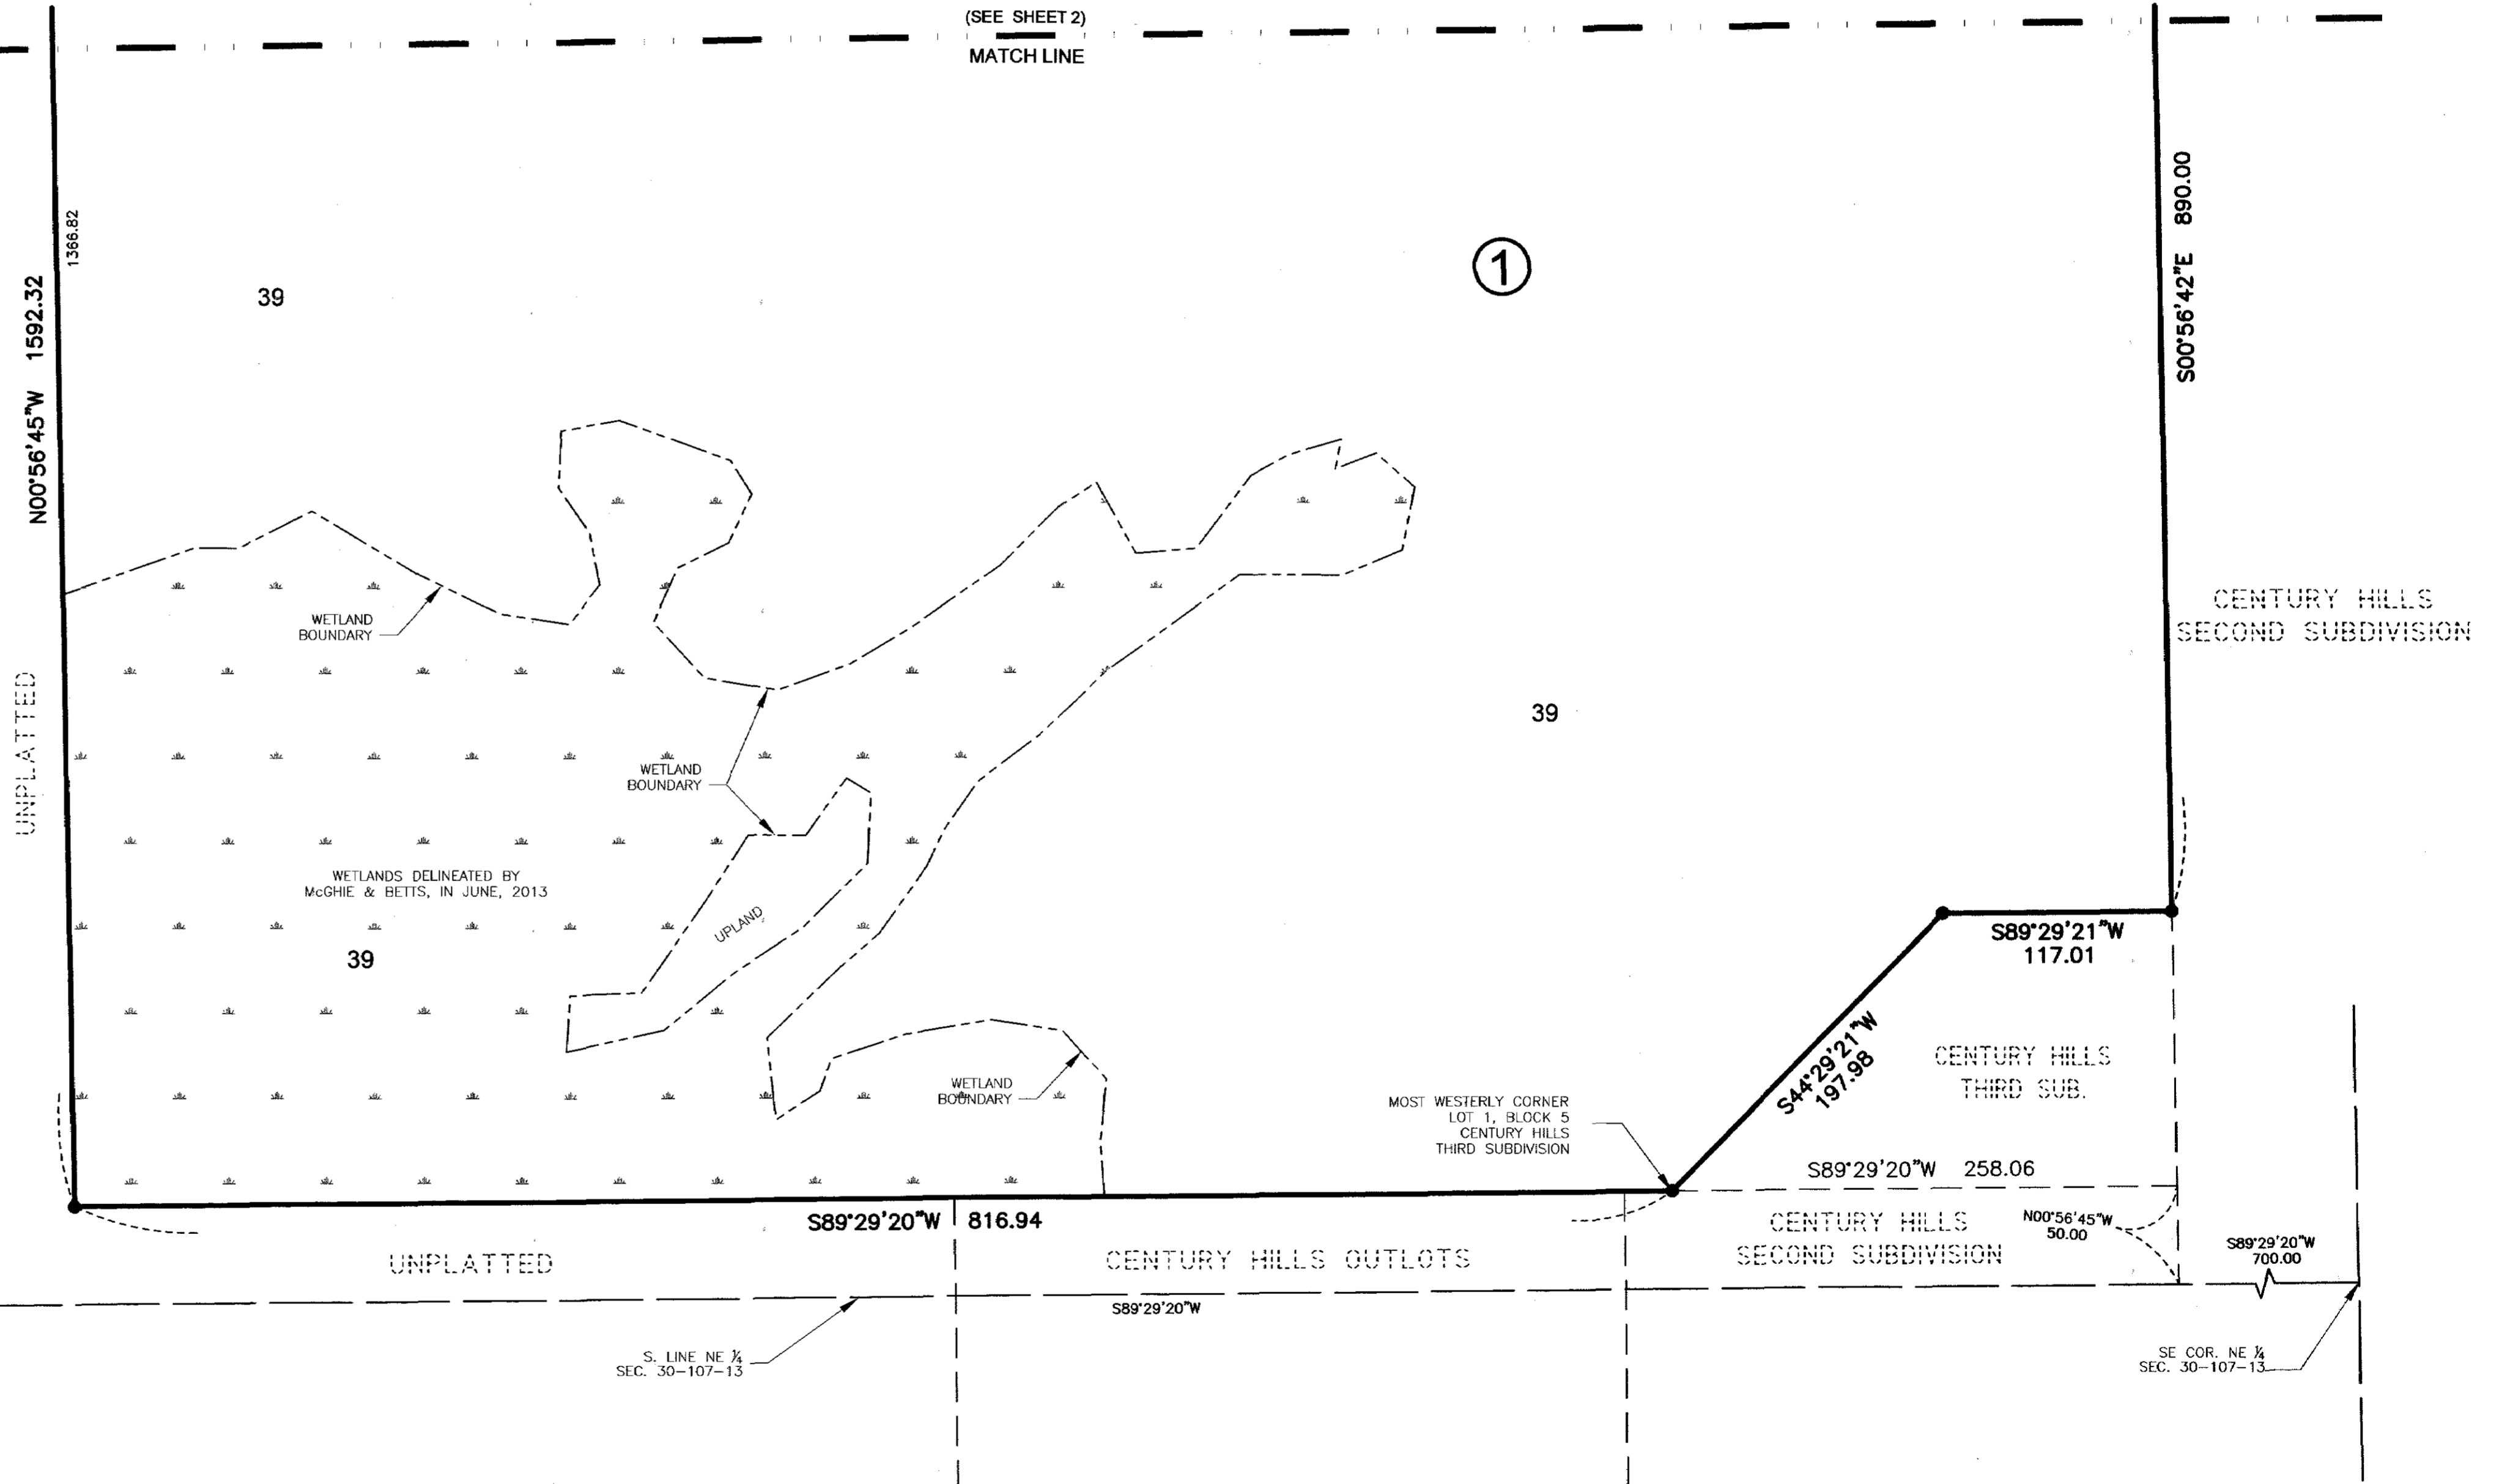 (SEE SHEET 2)
MATCH LINE
1366.82
N00°56'45"W 1592.32
39
1
S00°56'42"E 890.00
WETLAND
BOUNDARY
CENTURY HILLS
SECOND SUBDIVISION
UNPLATTED
39
WETLAND
BOUNDARY
WETLANDS DELINEATED BY
McGHIE & BETTS, IN JUNE, 2013
UPLAND
39
S89°29'21"W
117.01
S44°29'21"W
197.98
CENTURY HILLS
THIRD SUB.
WETLAND
BOUNDARY
MOST WESTERLY CORNER
LOT 1, BLOCK 5
CENTURY HILLS
THIRD SUBDIVISION
S89°29'20"W 258.06
S89°29'20"W 816.94
CENTURY HILLS
SECOND SUBDIVISION
N00°56'45"W
50.00
S89°29'20"W
700.00
UNPLATTED
CENTURY HILLS OUTLOTS
S89°29'20"W
S. LINE NE ¼
SEC. 30-107-13
SE COR. NE ¼
SEC. 30-107-13